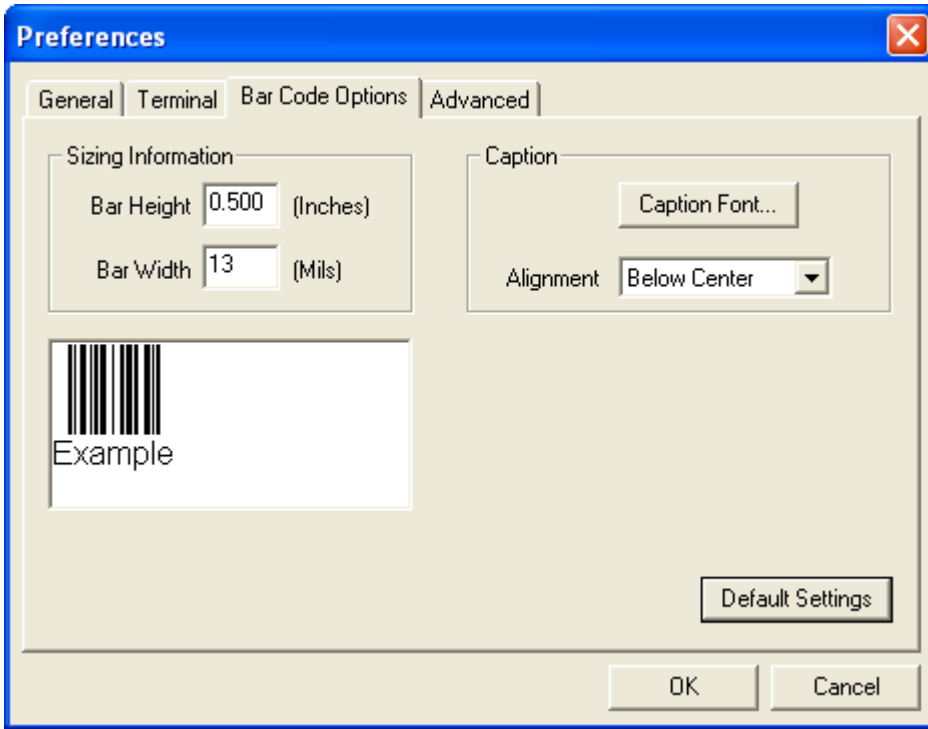 Preferences
General Terminal Bar Code Options Advanced
Sizing Information
Bar Height 0.500 (Inches)
Bar Width 13 (Mils)
Caption
Caption Font...
Alignment Below Center
Example
Default Settings
OK Cancel